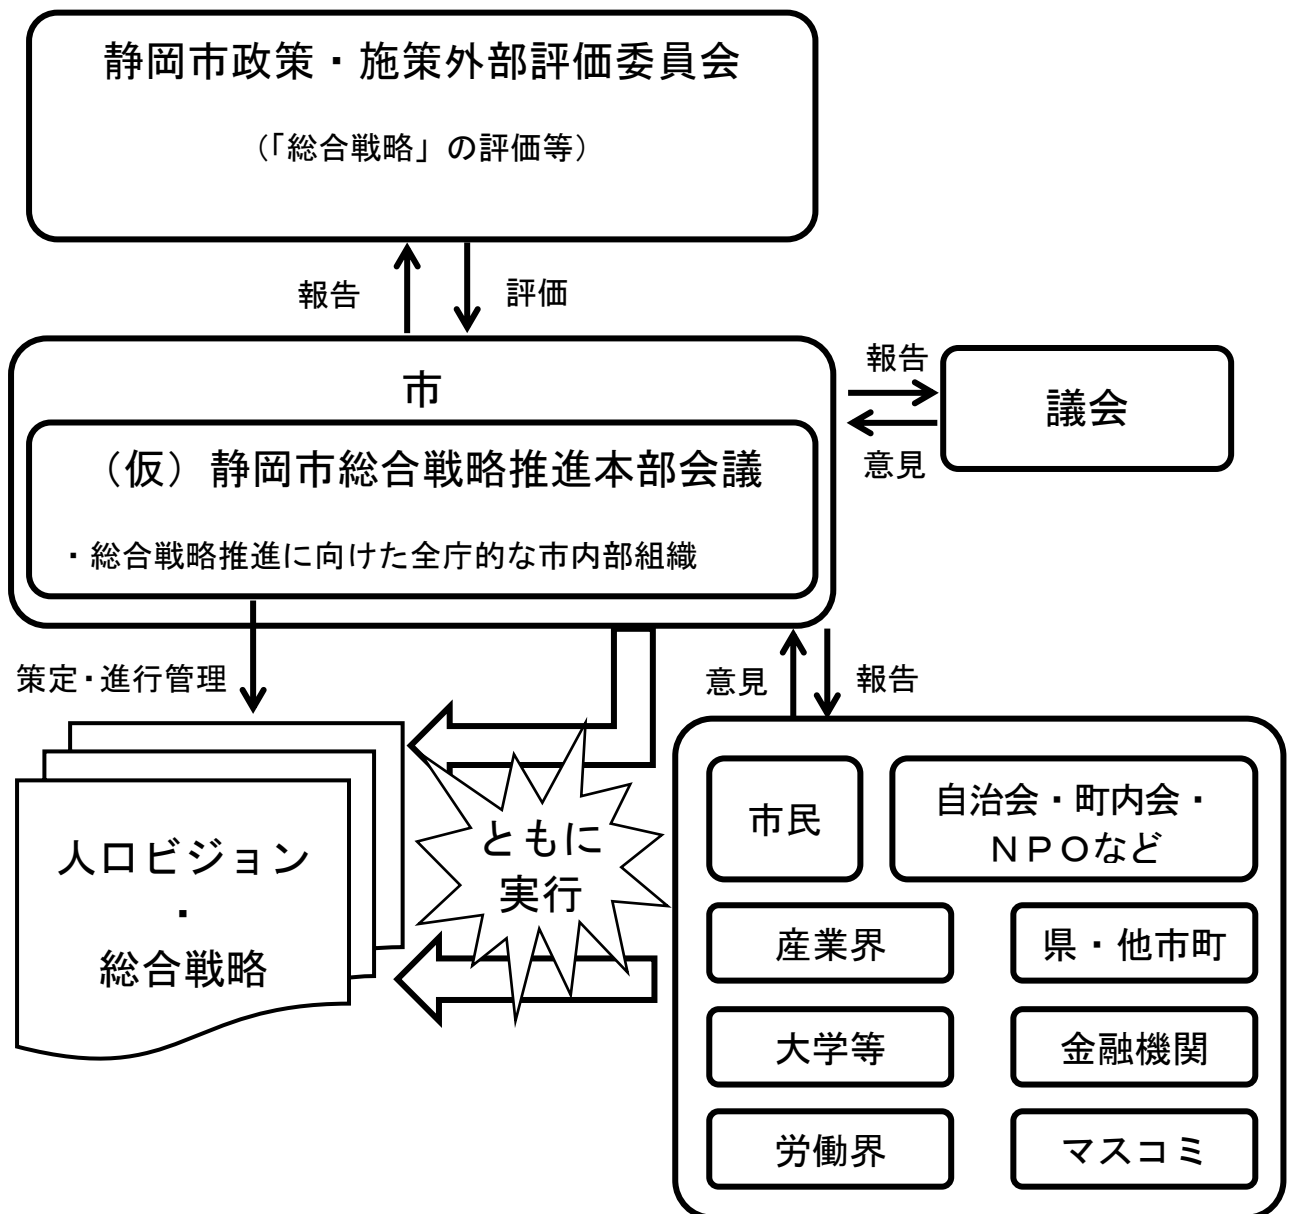 静岡市政策・施策外部評価委員会
（「総合戦略」の評価等）
報告
評価
市
（仮）静岡市総合戦略推進本部会議
・総合戦略推進に向けた全庁的な市内部組織
報告
議会
意見
策定・進行管理
意見
報告
人口ビジョン
・
総合戦略
ともに
実行
市民
自治会・町内会・
ＮＰＯなど
産業界
県・他市町
大学等
金融機関
労働界
マスコミ